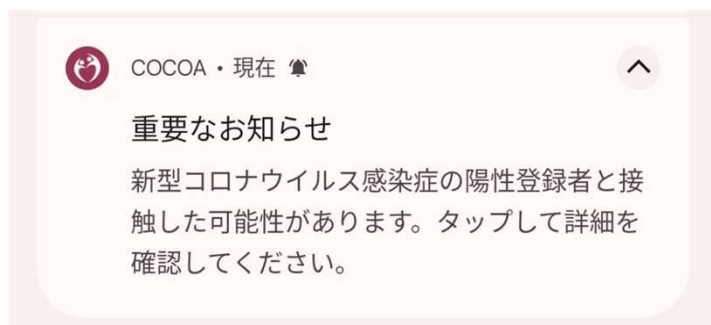 COCOA・現在
重要なお知らせ
新型コロナウイルス感染症の陽性登録者と接
触した可能性があります。タップして詳細を
確認してください。